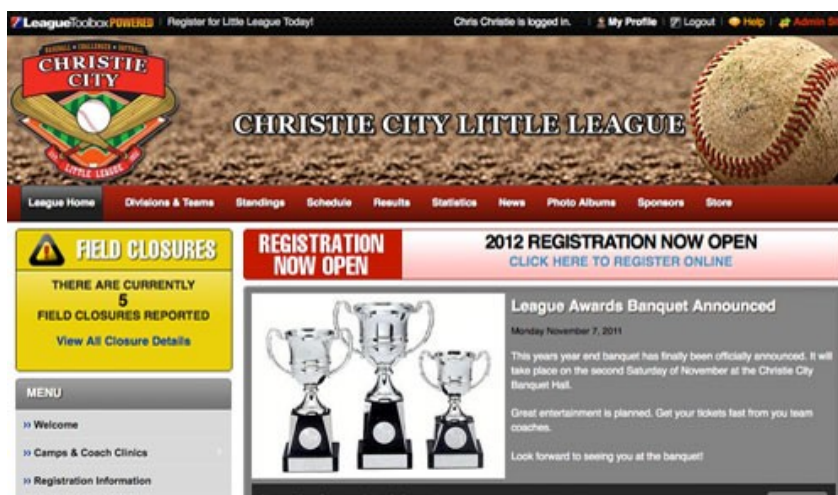 LeagueToolbox POWERED | Register for Little League Today! Chris Christie is logged in. My Profile Logout Help Admin
BASEBALL • CHALLENGER • SOFTBALL
CHRISTIE
CITY
LITTLE LEAGUE
CHRISTIE CITY LITTLE LEAGUE
League Home Divisions & Teams Standings Schedule Results Statistics News Photo Albums Sponsors Store
FIELD CLOSURES
THERE ARE CURRENTLY
5
FIELD CLOSURES REPORTED
View All Closure Details
MENU
» Welcome
» Camps & Coach Clinics
» Registration Information
REGISTRATION
NOW OPEN
2012 REGISTRATION NOW OPEN
CLICK HERE TO REGISTER ONLINE
League Awards Banquet Announced
Monday November 7, 2011
This years year end banquet has finally been officially announced. It will
take place on the second Saturday of November at the Christie City
Banquet Hall.
Great entertainment is planned. Get your tickets fast from you team
coaches.
Look forward to seeing you at the banquet!